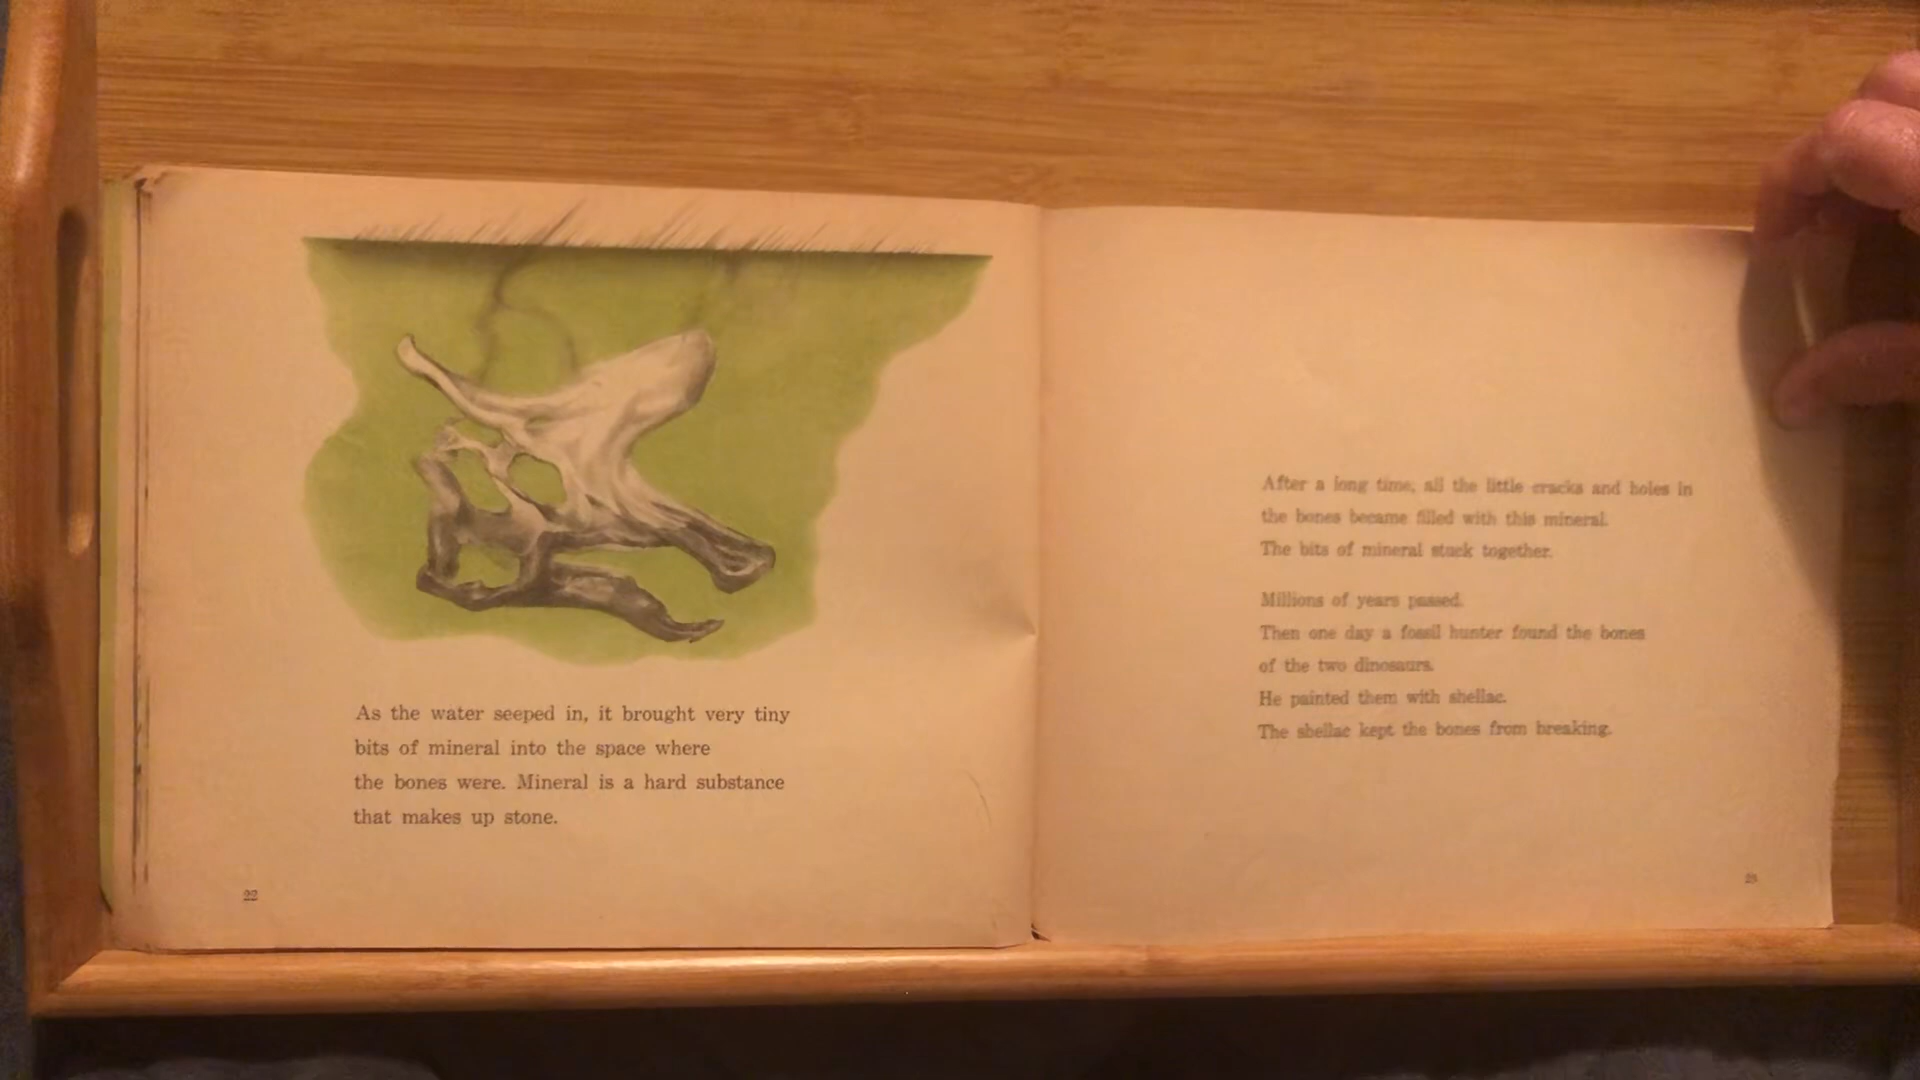 As the water seeped in, it brought very tiny
bits of mineral into the space where
the bones were. Mineral is a hard substance
that makes up stone.
22
After a long time, all the little cracks and holes in
the bones became filled with this mineral.
The bits of mineral stuck together.
Millions of years passed.
Then one day a fossil hunter found the bones
of the two dinosaurs.
He painted them with shellac.
The shellac kept the bones from breaking.
23